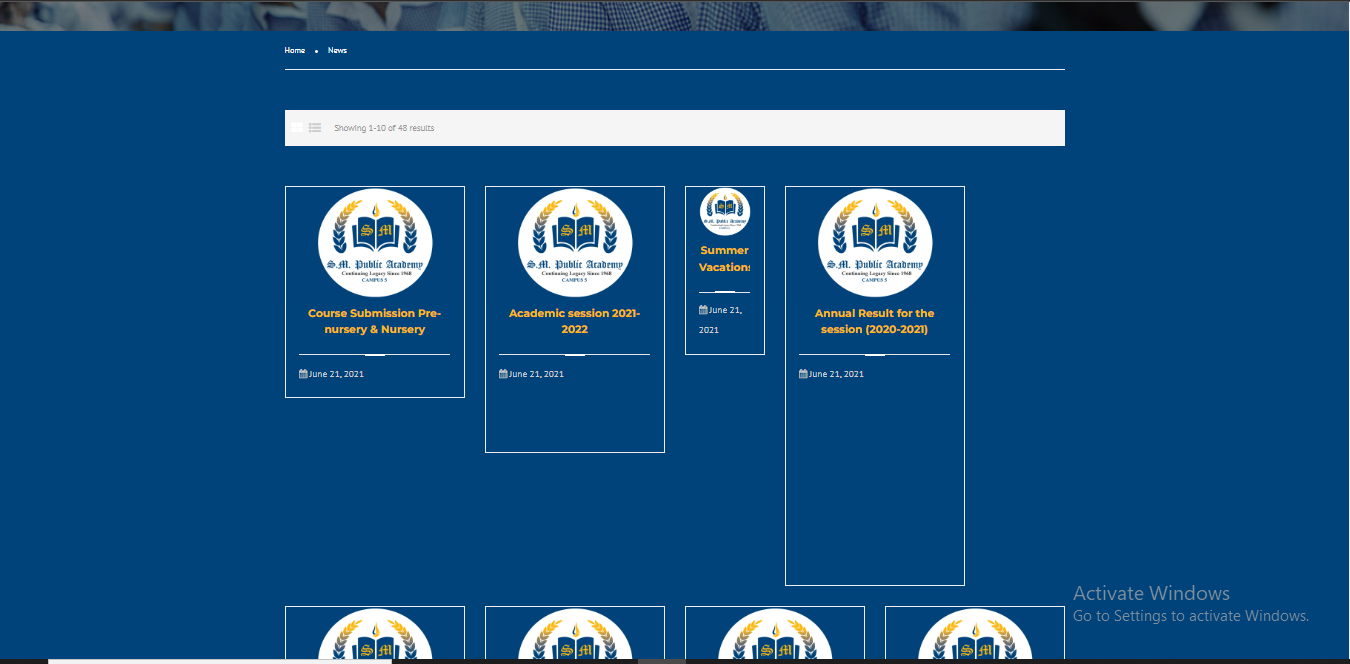 Home • News
Showing 1-10 of 48 results
S M
S.M. Public Academy
Continuing Legacy Since 1968
CAMPUS 5
Course Submission Pre-
nursery & Nursery
June 21, 2021
S M
S.M. Public Academy
Continuing Legacy Since 1968
CAMPUS 5
Academic session 2021-
2022
June 21, 2021
S M
S.M. Public Academy
Summer
Vacations
June 21,
2021
S M
S.M. Public Academy
Continuing Legacy Since 1968
CAMPUS 5
Annual Result for the
session (2020-2021)
June 21, 2021
S M
S M
S M
S M
Activate Windows
Go to Settings to activate Windows.